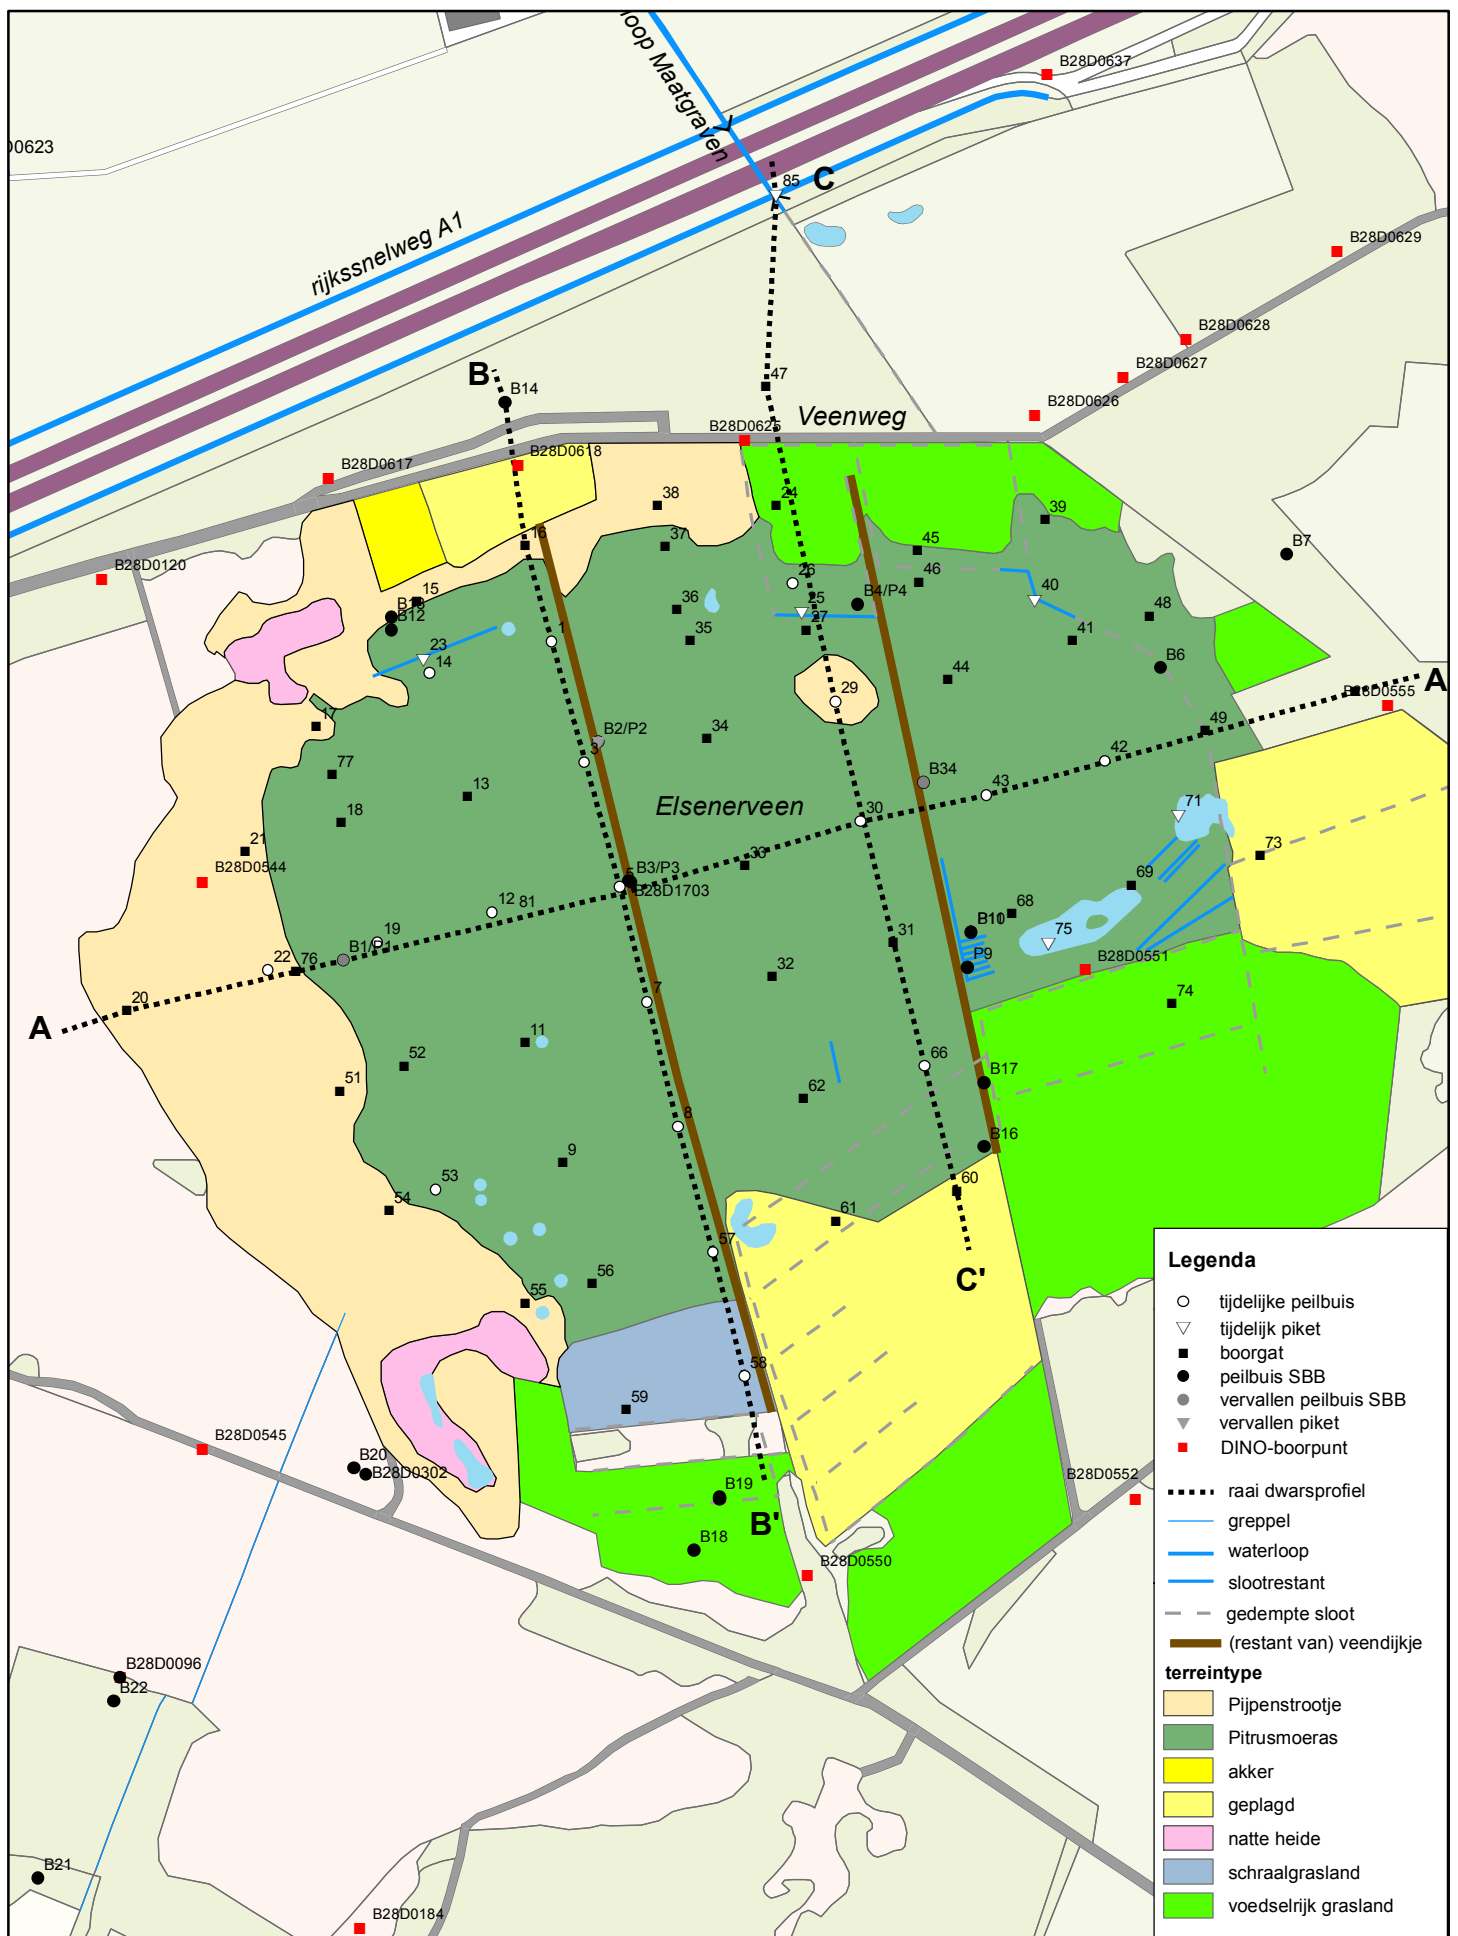 loop Maatgraven
B28D0637
D0623
85
C
rijkssnelweg A1
B28D0629
B28D0628
B28D0627
B28D0626
B
B14
47
Veenweg
B28D0625
B28D0618
B28D0617
38
24
39
37
16
45
B7
B28D0120
26
46
40
15
B13
B12
36
25
B4/P4
27
48
1
35
41
23
14
B6
44
A
29
B28D0555
17
B2/P2
34
49
3
42
77
13
B34
43
18
Elsenerveen
30
71
21
33
73
B28D0544
B3/P3
5
B28D1703
69
12
81
68
B11
B10
19
B1/P1
31
75
22
76
32
P9
B28D0551
20
7
74
A
11
52
66
51
B17
62
8
B16
9
53
60
54
61
57
C'
56
55
58
59
B28D0545
B20
B28D0302
B28D0552
B19
B'
B18
B28D0550
B28D0096
B22
B21
B28D0184
Legenda
tijdelijke peilbuis
tijdelijk piket
boorgat
peilbuis SBB
vervallen peilbuis SBB
vervallen piket
DINO-boorpunt
raai dwarsprofiel
greppel
waterloop
slootrestant
gedempte sloot
(restant van) veendijkje
terreintype
Pijpenstrootje
Pitrusmoeras
akker
geplagd
natte heide
schraalgrasland
voedselrijk grasland